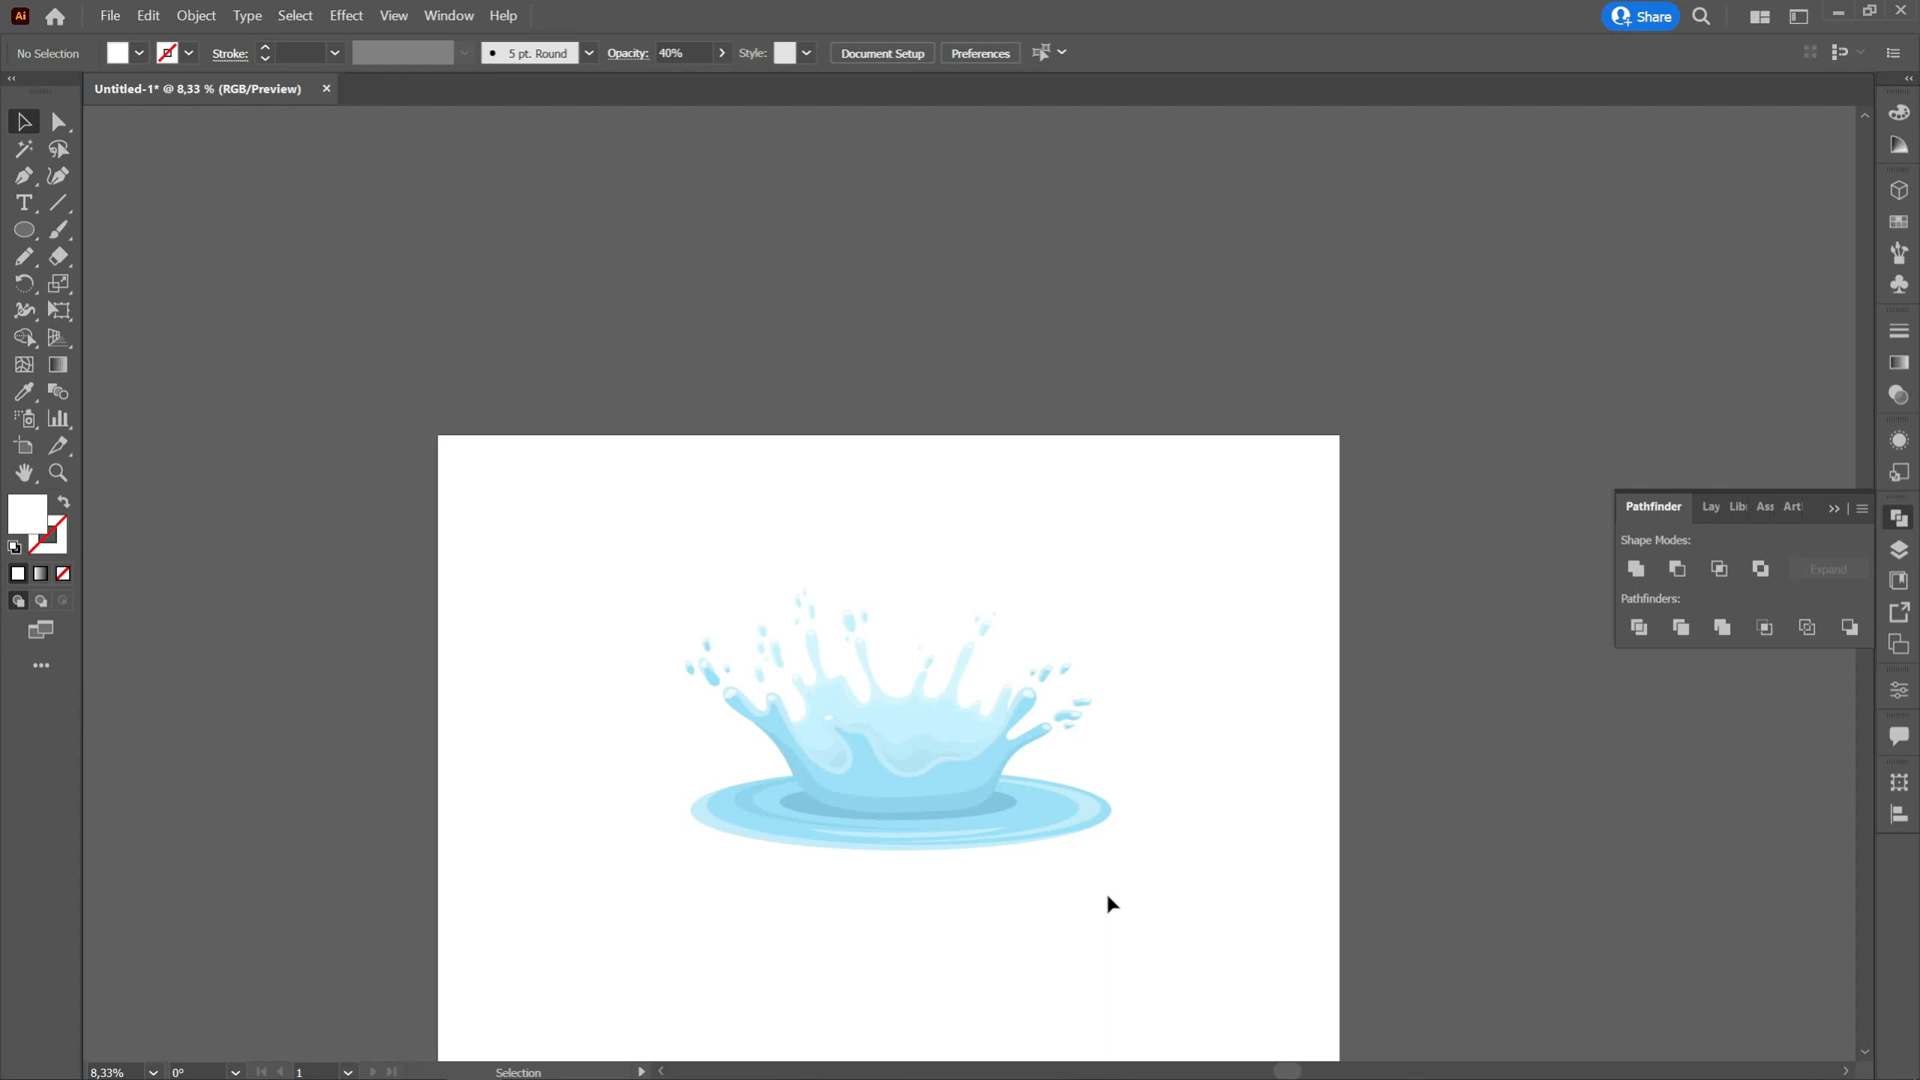 Ai File Edit Object Type Select Effect View Window Help Share
No Selection Stroke: 5 pt. Round Opacity: 40% Style: Document Setup Preferences
Untitled-1* @ 8,33 % (RGB/Preview)
Pathfinder Lay Lib Ass Art
Shape Modes:
Expand
Pathfinders:
8,33% 0° 1 Selection